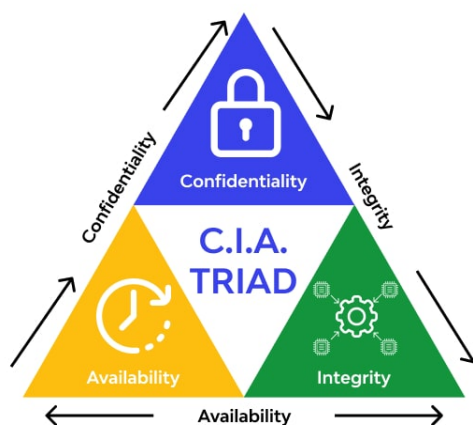 Confidentiality
Integrity
Confidentiality
C.I.A.
TRIAD
Availability
Integrity
Availability